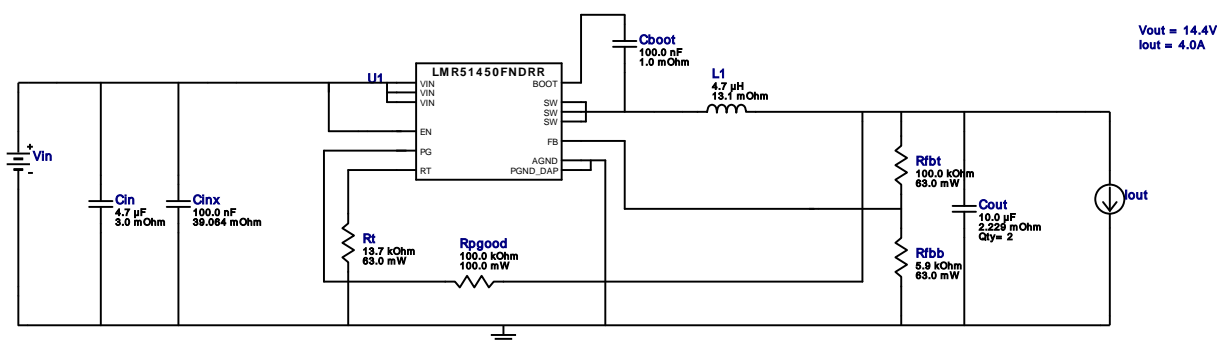 Vout = 14.4V
Iout = 4.0A
Cboot
100.0 nF
1.0 mOhm
L1
4.7 µH
13.1 mOhm
U1
LMR51450FNDRR
VIN
VIN
VIN
EN
PG
RT
BOOT
SW
SW
SW
FB
AGND
PGND_DAP
+
Vin
-
Cin
4.7 µF
3.0 mOhm
Cinx
100.0 nF
39.064 mOhm
Rt
13.7 kOhm
63.0 mW
Rpgood
100.0 kOhm
100.0 mW
Rfbt
100.0 kOhm
63.0 mW
Rfbb
5.9 kOhm
63.0 mW
Cout
10.0 µF
2.229 mOhm
Qty= 2
Iout